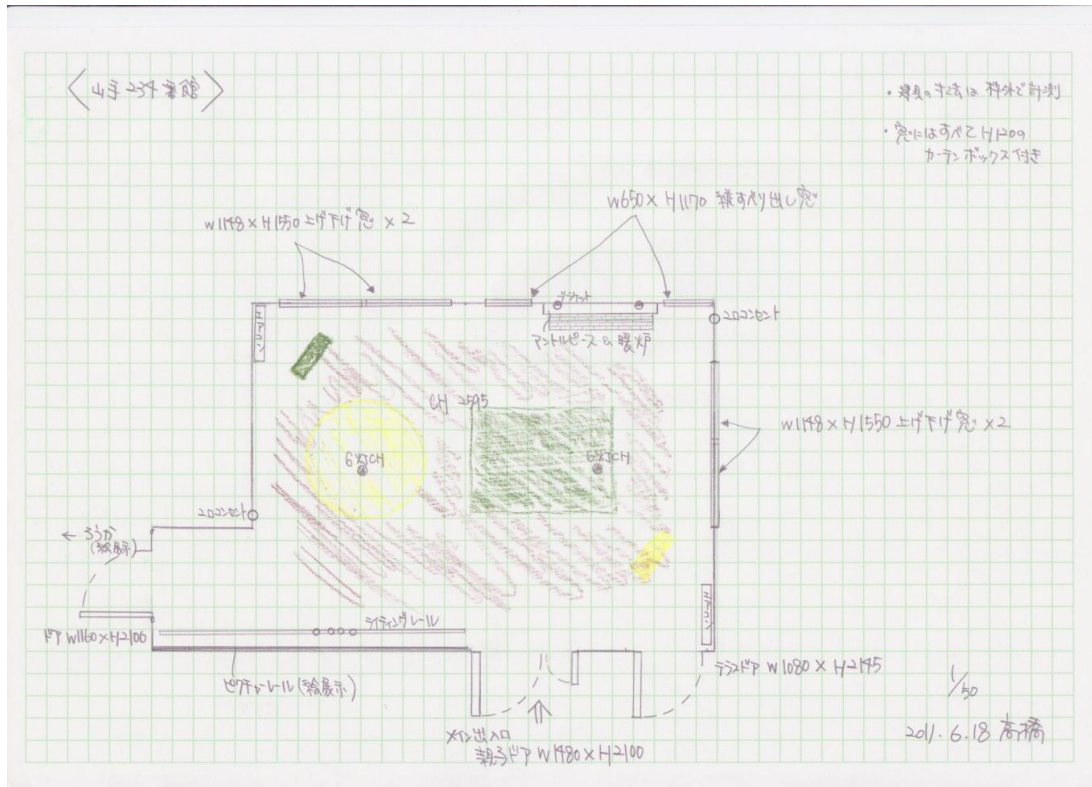 〈山手234番館〉
・建具の寸法は枠外で計測
・窓にはすべてH120の
カーテンボックス付き
W650×H1170 縦すべり出し窓
W1148×H1550 上げ下げ窓 ×2
ブラケット
エアコン
2口コンセント
マントルピース & 暖炉
CH 2595
W1148×H1550 上げ下げ窓 ×2
6灯CH
6灯CH
2口コンセント
← ろうか
(絵展示)
エアコン
ライティングレール
ドア W1160×H2100
テラスドア W1080×H2145
ピクチャーレール(絵展示)
1/50
メイン出入口
親子ドア W1480×H2100
2011.6.18 高橋